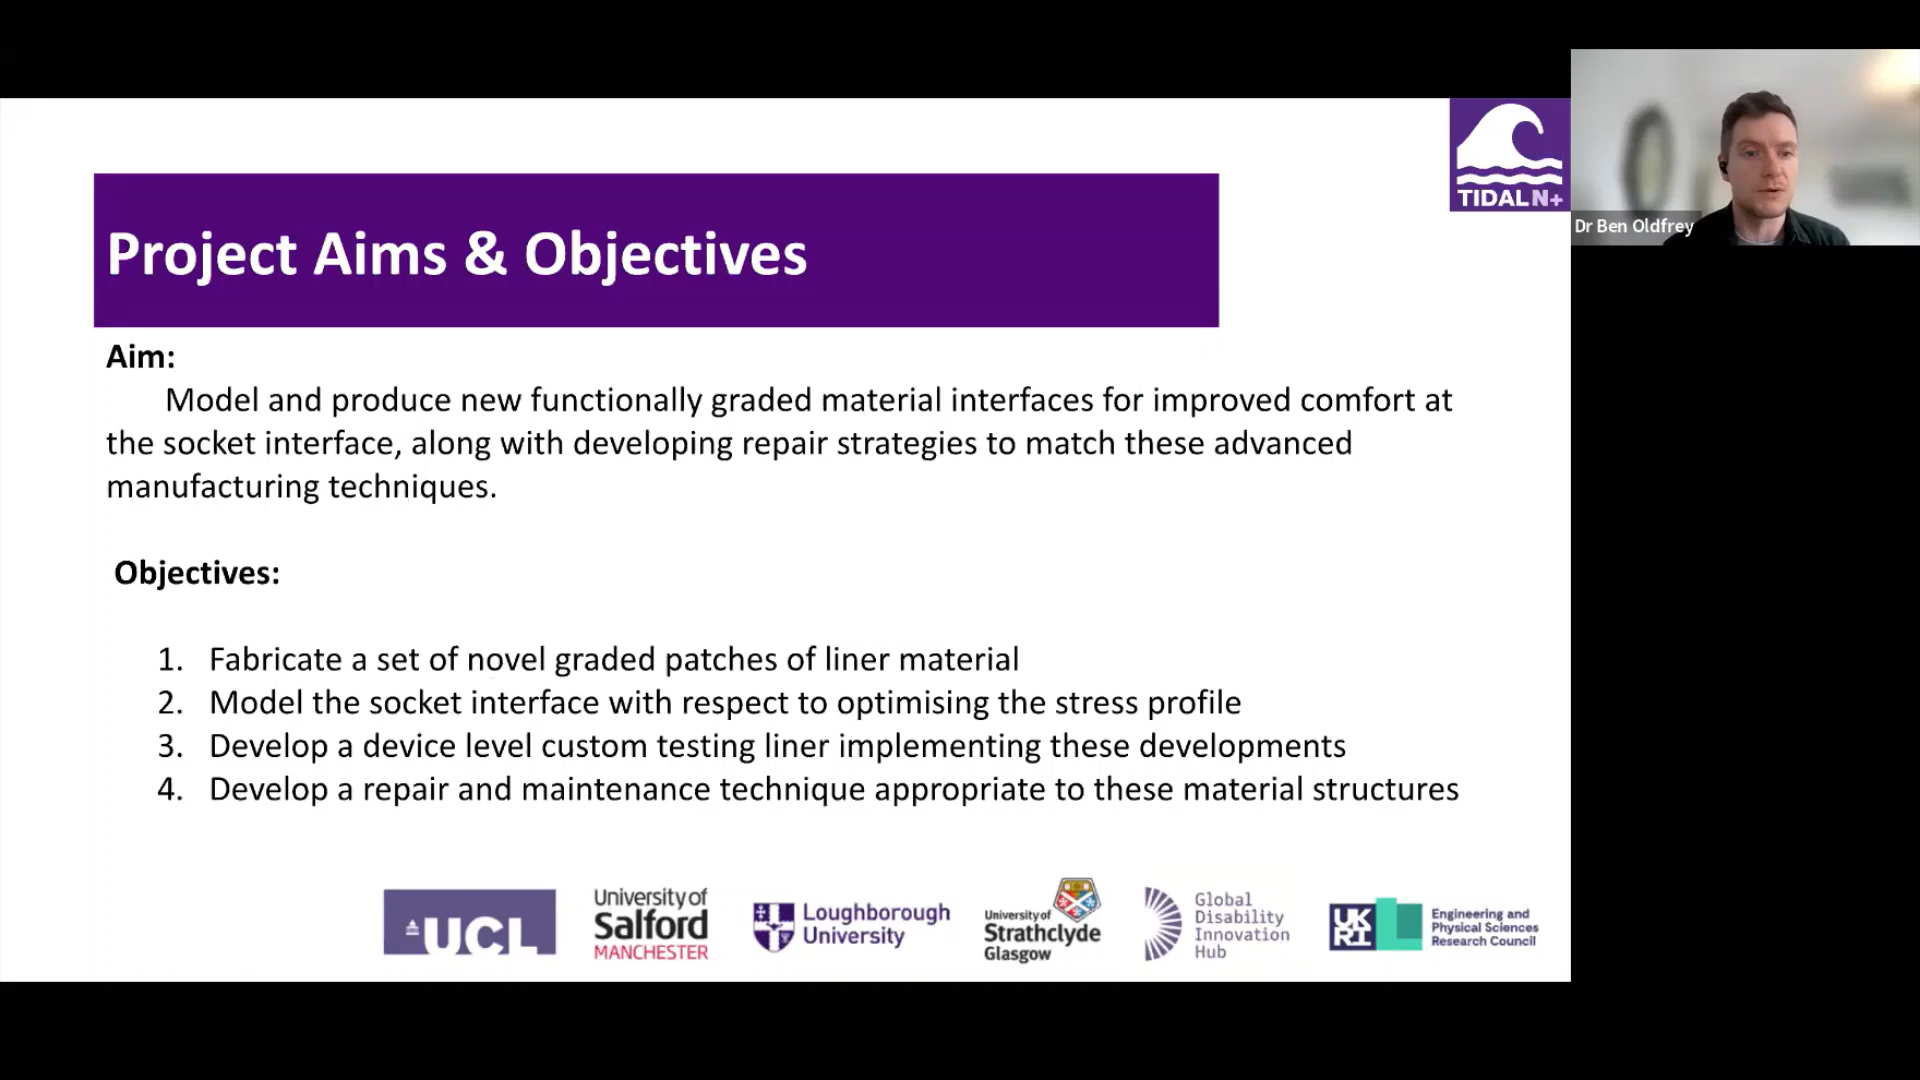 TIDAL N+
Dr Ben Oldfrey
Project Aims & Objectives
Aim:
Model and produce new functionally graded material interfaces for improved comfort at
the socket interface, along with developing repair strategies to match these advanced
manufacturing techniques.
Objectives:
1. Fabricate a set of novel graded patches of liner material
2. Model the socket interface with respect to optimising the stress profile
3. Develop a device level custom testing liner implementing these developments
4. Develop a repair and maintenance technique appropriate to these material structures
UCL
University of
Salford
MANCHESTER
Loughborough
University
University of
Strathclyde
Glasgow
Global
Disability
Innovation
Hub
UK
RI
Engineering and
Physical Sciences
Research Council